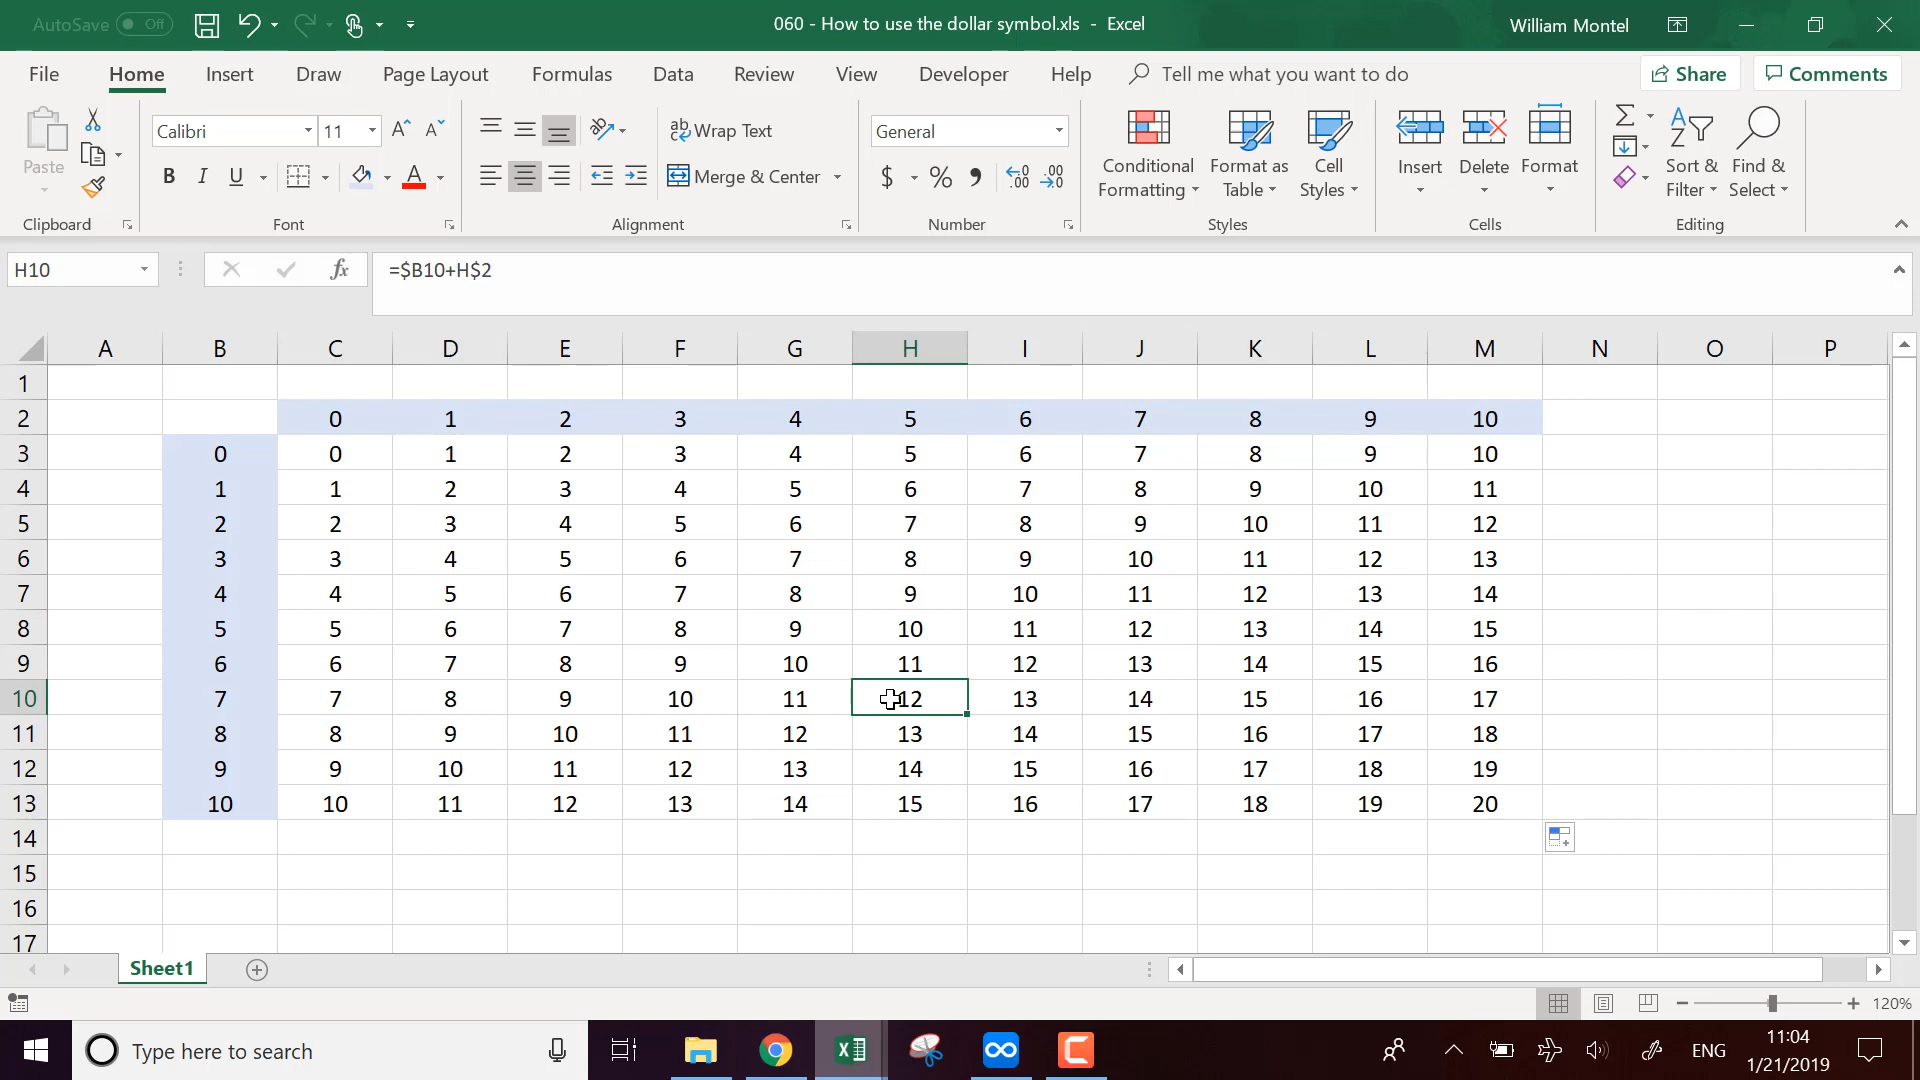 AutoSave Off 060 - How to use the dollar symbol.xls - Excel William Montel
File Home Insert Draw Page Layout Formulas Data Review View Developer Help Tell me what you want to do Share Comments
Paste
Clipboard
Calibri 11
B I U A
Font
ab Wrap Text
Merge & Center
Alignment
General
$ % , .00 .00
Number
Conditional Formatting
Format as Table
Cell Styles
Styles
Insert Delete Format
Cells
Sort & Filter
Find & Select
Editing
H10 fx =$B10+H$2
A B C D E F G H I J K L M N O P
1
2 0 1 2 3 4 5 6 7 8 9 10
3 0 0 1 2 3 4 5 6 7 8 9 10
4 1 1 2 3 4 5 6 7 8 9 10 11
5 2 2 3 4 5 6 7 8 9 10 11 12
6 3 3 4 5 6 7 8 9 10 11 12 13
7 4 4 5 6 7 8 9 10 11 12 13 14
8 5 5 6 7 8 9 10 11 12 13 14 15
9 6 6 7 8 9 10 11 12 13 14 15 16
10 7 7 8 9 10 11 12 13 14 15 16 17
11 8 8 9 10 11 12 13 14 15 16 17 18
12 9 9 10 11 12 13 14 15 16 17 18 19
13 10 10 11 12 13 14 15 16 17 18 19 20
14
15
16
17
Sheet1
120%
Type here to search ENG 11:04
1/21/2019